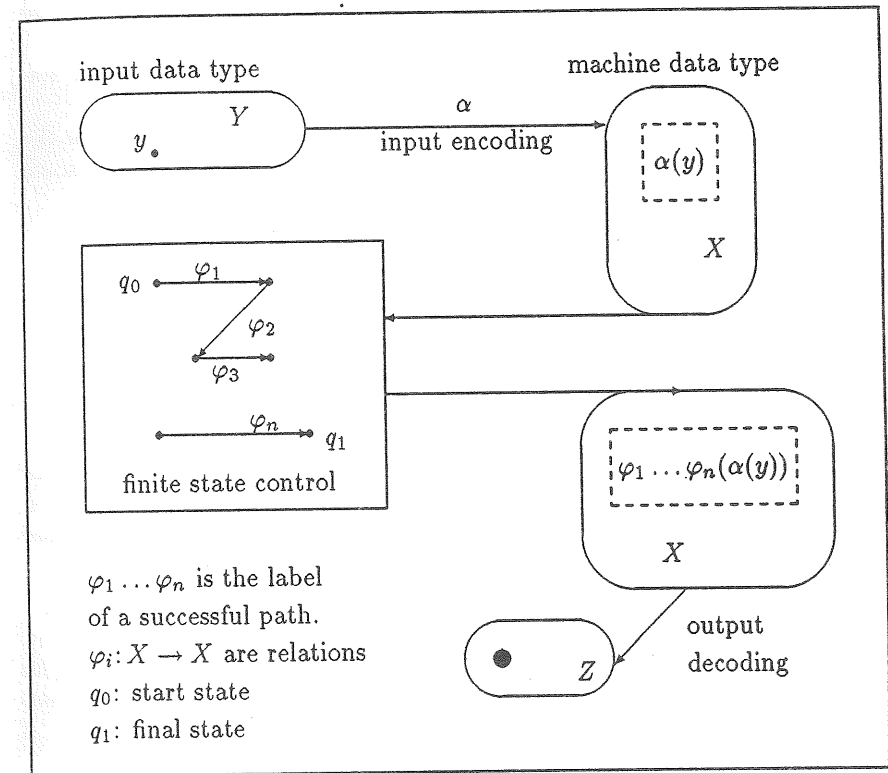 input data type
machine data type
Y
y
α
input encoding
α(y)
X
q₀
φ₁
φ₂
φ₃
φₙ
q₁
finite state control
φ₁ … φₙ(α(y))
X
φ₁ … φₙ is the label
of a successful path.
φᵢ: X → X are relations
q₀: start state
q₁: final state
output
decoding
Z